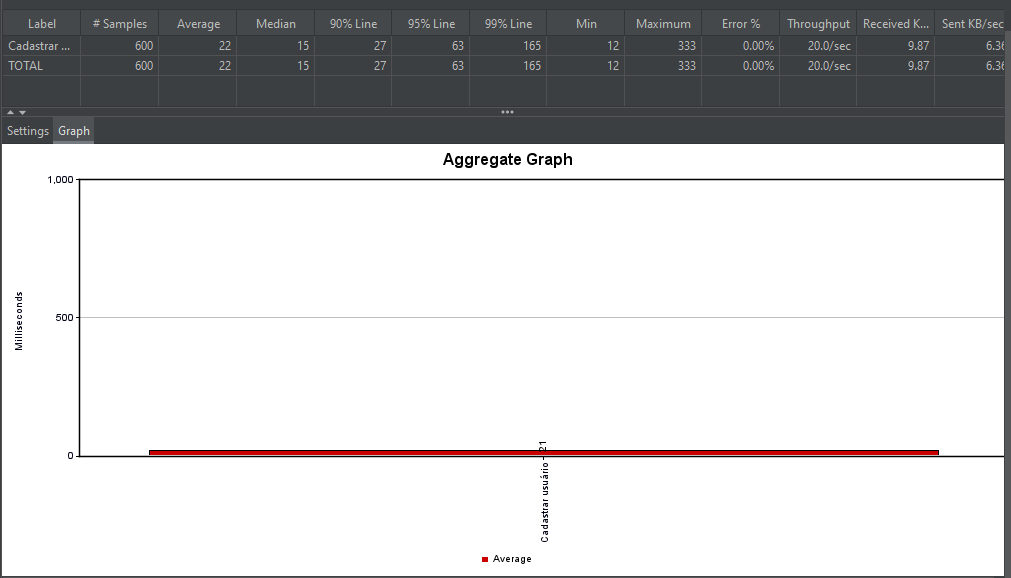 Label # Samples Average Median 90% Line 95% Line 99% Line Min Maximum Error % Throughput Received K... Sent KB/sec
Cadastrar ... 600 22 15 27 63 165 12 333 0.00% 20.0/sec 9.87 6.36
TOTAL 600 22 15 27 63 165 12 333 0.00% 20.0/sec 9.87 6.36
Settings Graph
Aggregate Graph
1,000
Milliseconds
500
21
0
Cadastrar usuário
Average